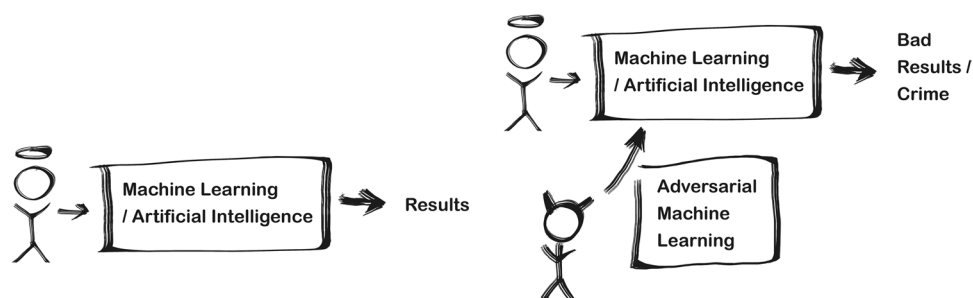 Machine Learning
/ Artificial Intelligence
Results
Machine Learning
/ Artificial Intelligence
Bad
Results /
Crime
Adversarial
Machine
Learning